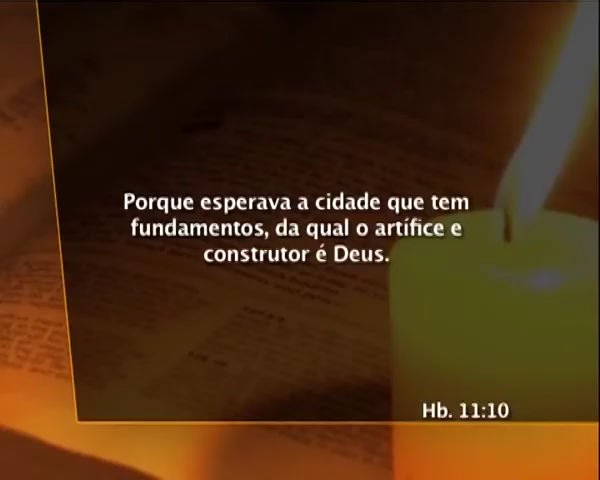 Porque esperava a cidade que tem
fundamentos, da qual o artífice e
construtor é Deus.
Hb. 11:10